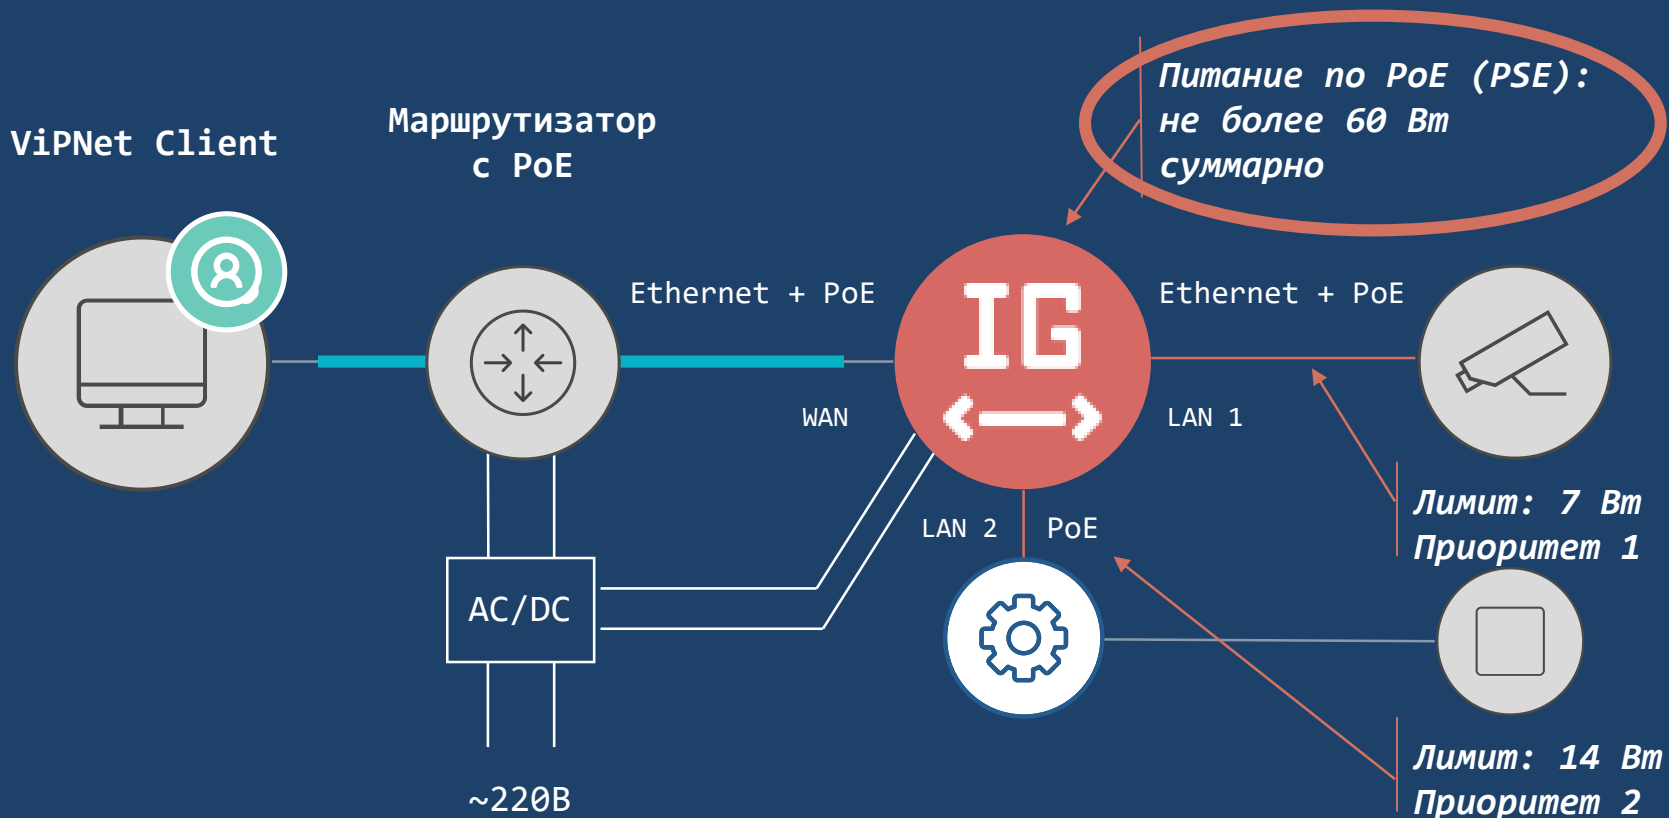 Питание по PoE (PSE):
не более 60 Вт
суммарно
ViPNet Client
Маршрутизатор
с PoE
Ethernet + PoE
IG
Ethernet + PoE
WAN
LAN 1
Лимит: 7 Вт
Приоритет 1
LAN 2
PoE
AC/DC
Лимит: 14 Вт
Приоритет 2
~220В